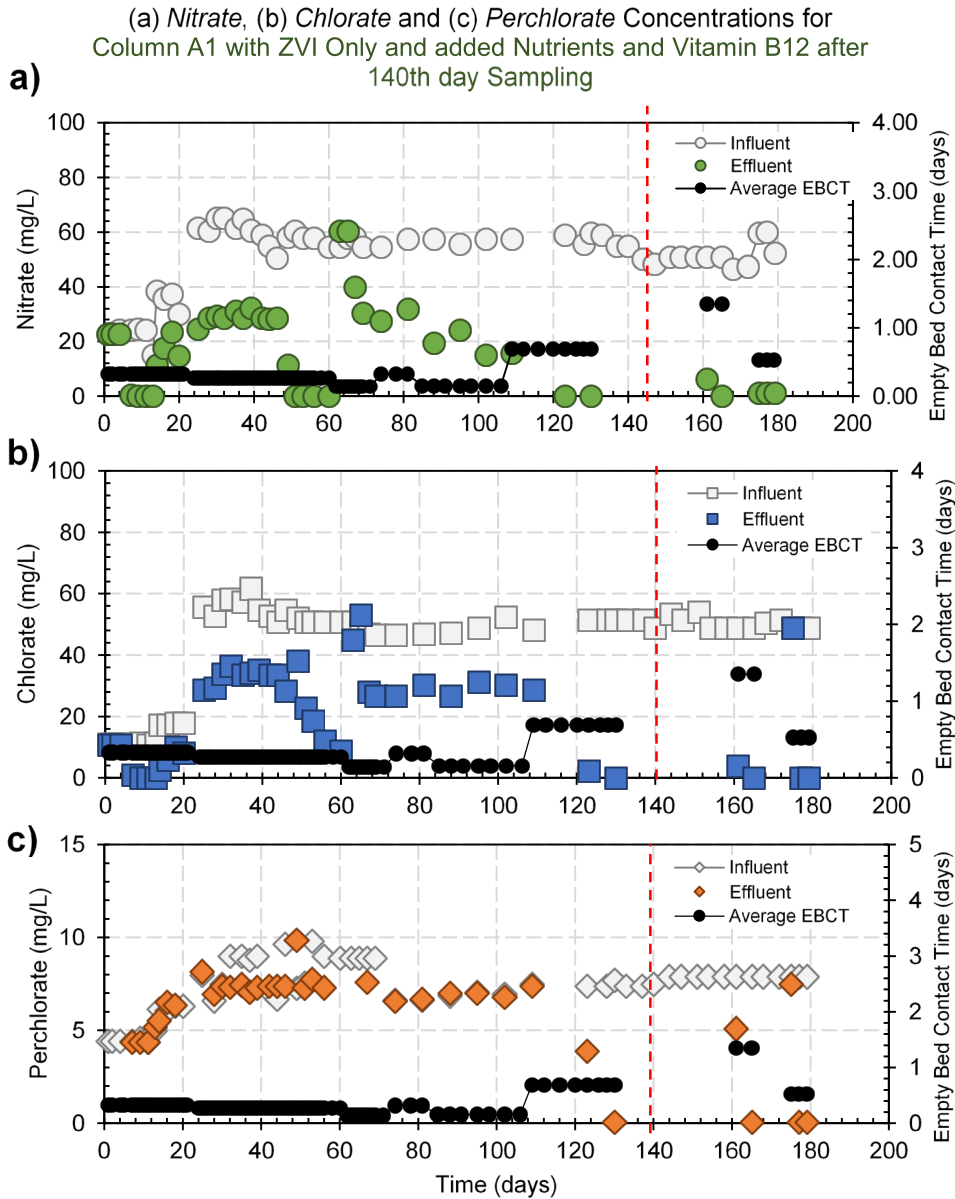 (a) Nitrate, (b) Chlorate and (c) Perchlorate Concentrations for
Column A1 with ZVI Only and added Nutrients and Vitamin B12 after
140th day Sampling
a)
100
80
60
40
20
0
Nitrate (mg/L)
4.00
3.00
2.00
1.00
0.00
Empty Bed Contact Time (days)
Influent
Effluent
Average EBCT
0 20 40 60 80 100 120 140 160 180 200
b)
100
80
60
40
20
0
Chlorate (mg/L)
4
3
2
1
0
Empty Bed Contact Time (days)
Influent
Effluent
Average EBCT
0 20 40 60 80 100 120 140 160 180 200
c)
15
10
5
0
Perchlorate (mg/L)
5
4
3
2
1
0
Empty Bed Contact Time (days)
Influent
Effluent
Average EBCT
0 20 40 60 80 100 120 140 160 180 200
Time (days)